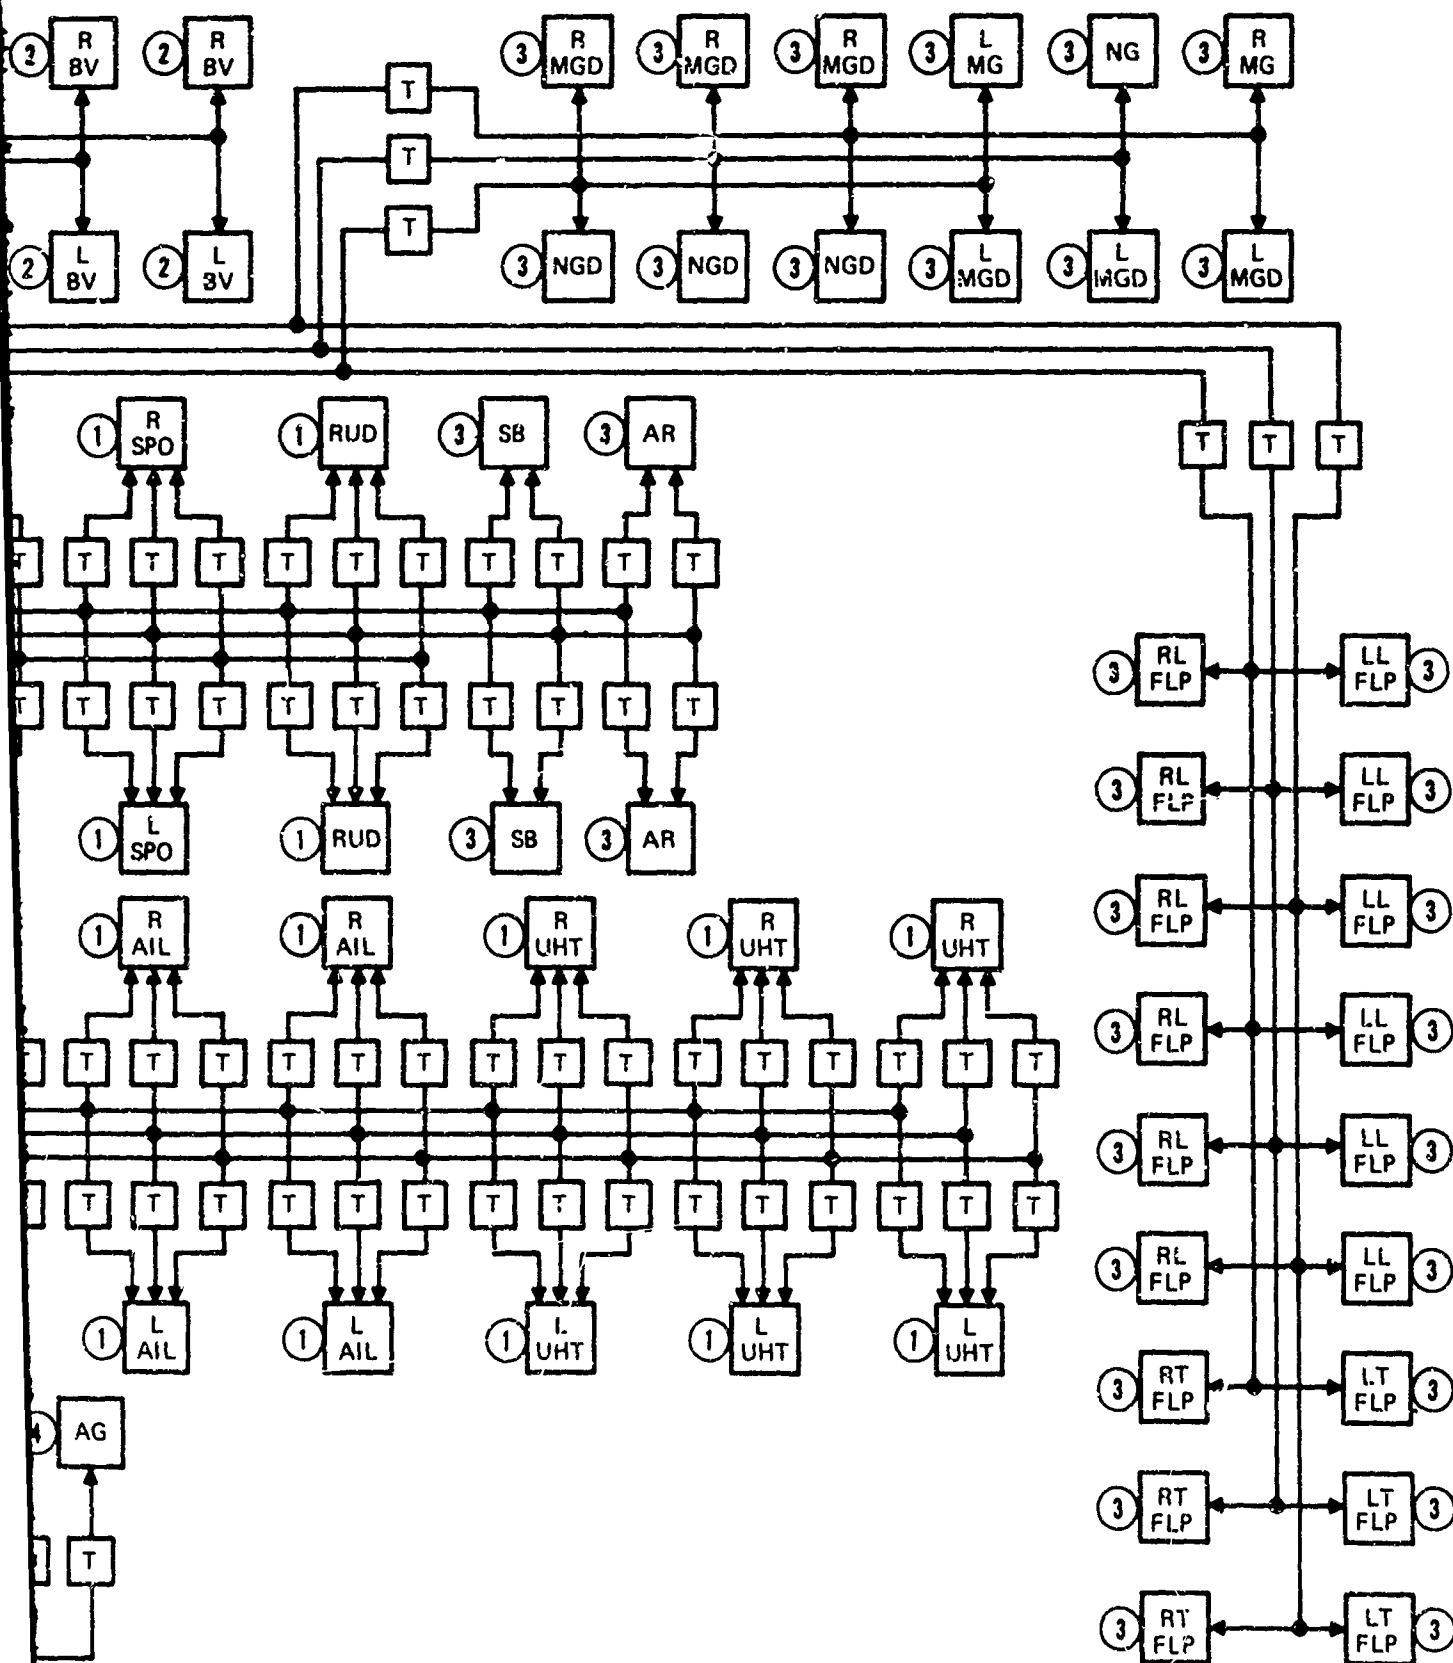 R BV
2
R BV
2
R MGD
3
R MGD
3
R MGD
3
L MG
3
NG
3
R MG
3
T
T
T
L BV
2
L BV
2
NGD
3
NGD
3
NGD
3
L MGD
3
L MGD
3
L MGD
3
R SPO
1
RUD
1
SB
3
AR
3
T T T
T T T T T T T T T T T
T T T T T T T T T T T
L SPO
1
RUD
1
SB
3
AR
3
RL FLP
3
LL FLP
3
RL FLP
3
LL FLP
3
RL FLP
3
LL FLP
3
RL FLP
3
LL FLP
3
RL FLP
3
LL FLP
3
RL FLP
3
LL FLP
3
RT FLP
3
LT FLP
3
RT FLP
3
LT FLP
3
RT FLP
3
LT FLP
3
R AIL
1
R AIL
1
R UHT
1
R UHT
1
R UHT
1
T T T T T T T T T T T T T T T
T T T T T T T T T T T T T T T
L AIL
1
L AIL
1
L UHT
1
L UHT
1
L UHT
1
4
AG
T